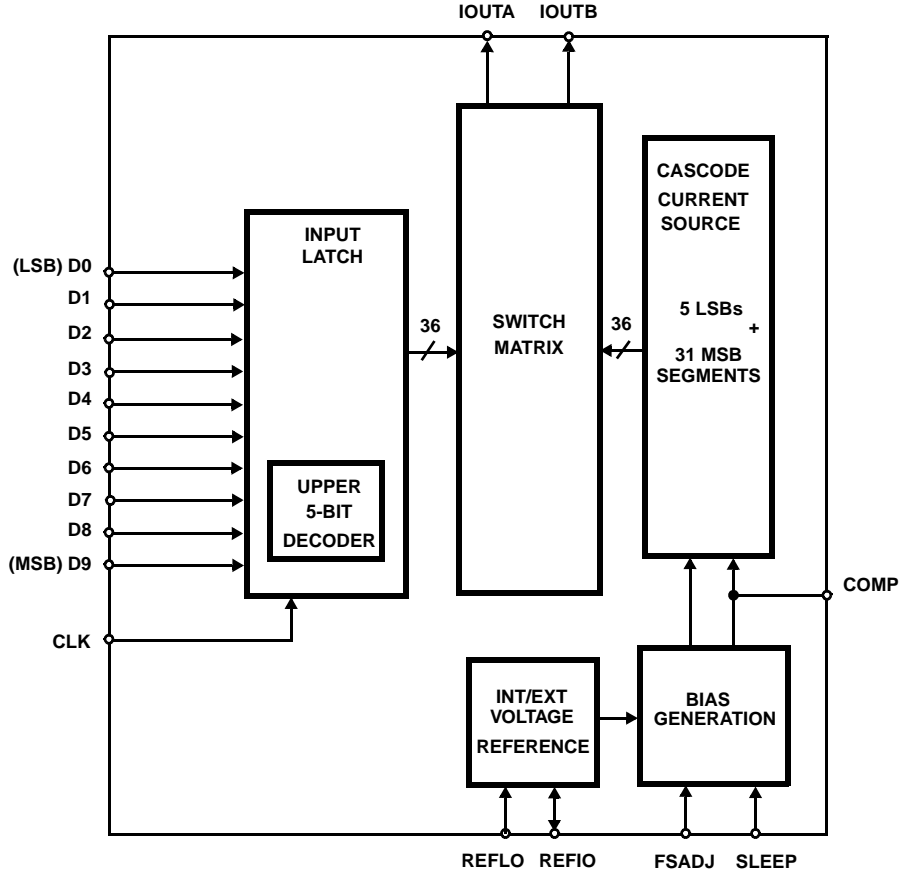 IOUTA IOUTB
CASCODE
CURRENT
SOURCE
5 LSBs
+
31 MSB
SEGMENTS
INPUT
LATCH
(LSB) D0
D1
D2
D3
D4
D5
D6
D7
D8
(MSB) D9
CLK
UPPER
5-BIT
DECODER
36
SWITCH
MATRIX
36
COMP
INT/EXT
VOLTAGE
REFERENCE
BIAS
GENERATION
REFLO REFIO FSADJ SLEEP